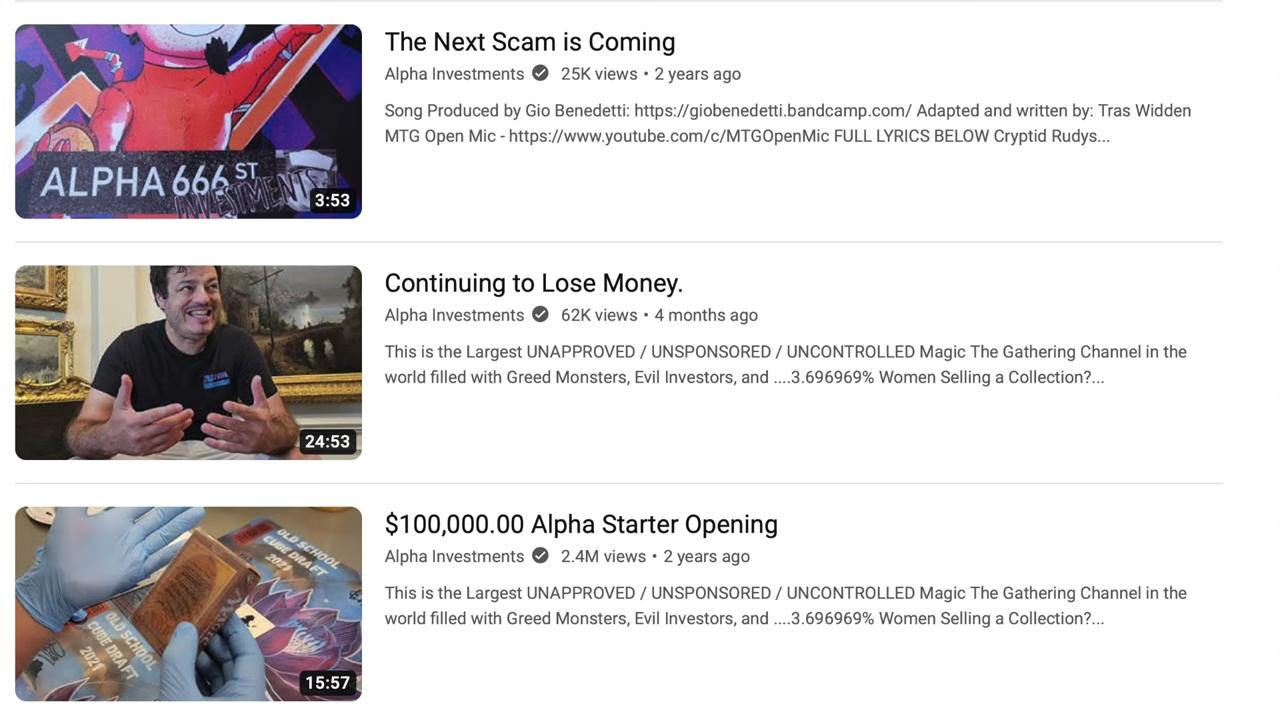 The Next Scam is Coming
Alpha Investments 25K views • 2 years ago
Song Produced by Gio Benedetti: https://giobenedetti.bandcamp.com/ Adapted and written by: Tras Widden
MTG Open Mic - https://www.youtube.com/c/MTGOpenMic FULL LYRICS BELOW Cryptid Rudys...
ALPHA 666 ST
INVESTMENTS
3:53
Continuing to Lose Money.
Alpha Investments 62K views • 4 months ago
This is the Largest UNAPPROVED / UNSPONSORED / UNCONTROLLED Magic The Gathering Channel in the
world filled with Greed Monsters, Evil Investors, and ....3.696969% Women Selling a Collection?...
24:53
$100,000.00 Alpha Starter Opening
Alpha Investments 2.4M views • 2 years ago
This is the Largest UNAPPROVED / UNSPONSORED / UNCONTROLLED Magic The Gathering Channel in the
world filled with Greed Monsters, Evil Investors, and ....3.696969% Women Selling a Collection?...
OLD SCHOOL
CUBE DRAFT
2021
OLD SCHOOL
CUBE DRAFT
2021
15:57